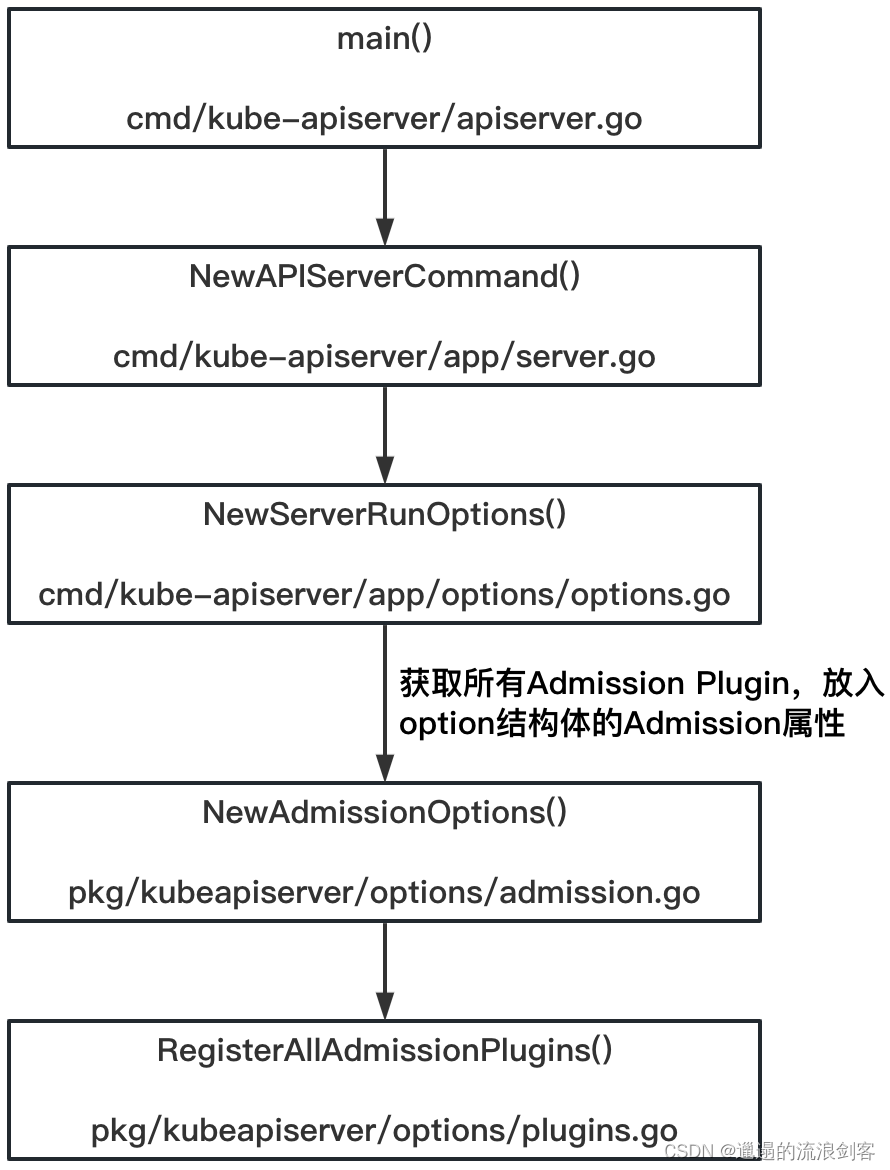 main()
cmd/kube-apiserver/apiserver.go
NewAPIServerCommand()
cmd/kube-apiserver/app/server.go
NewServerRunOptions()
cmd/kube-apiserver/app/options/options.go
获取所有Admission Plugin，放入
option结构体的Admission属性
NewAdmissionOptions()
pkg/kubeapiserver/options/admission.go
RegisterAllAdmissionPlugins()
pkg/kubeapiserver/options/plugins.go
CSDN @邋遢的流浪剑客